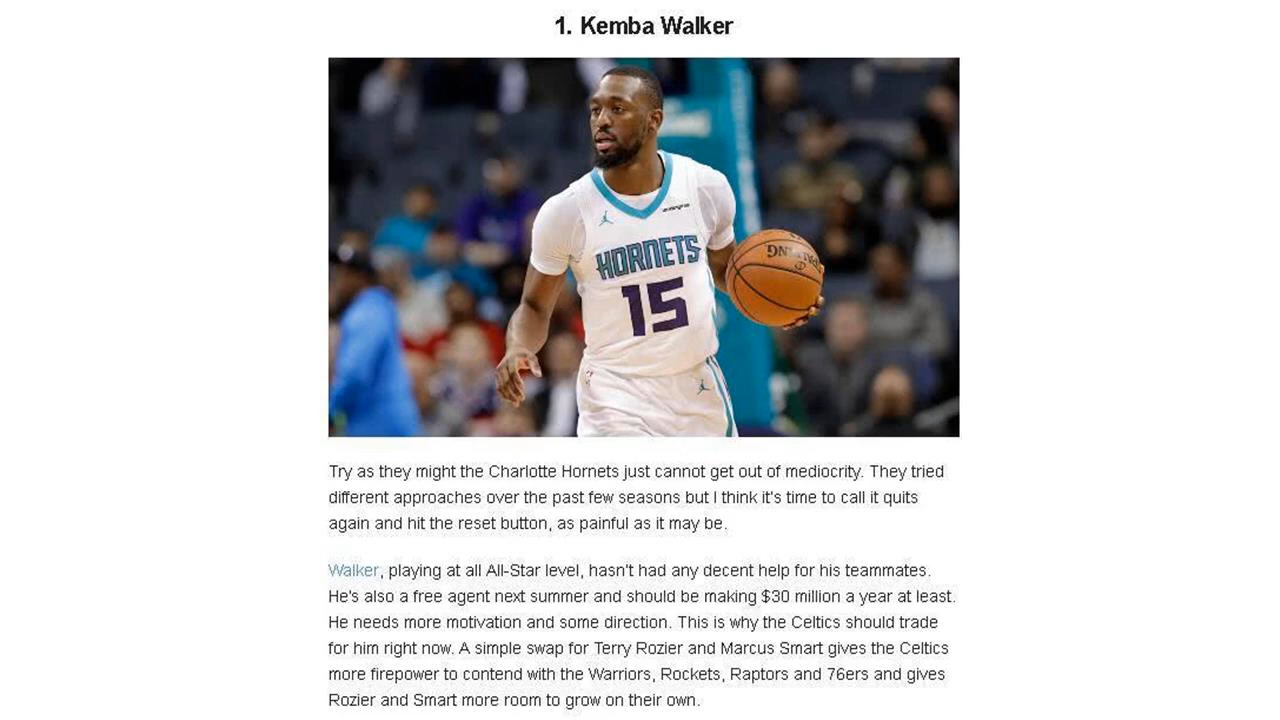 1. Kemba Walker
HORNETS
15
SPALDING
Try as they might the Charlotte Hornets just cannot get out of mediocrity. They tried
different approaches over the past few seasons but I think it's time to call it quits
again and hit the reset button, as painful as it may be.
Walker, playing at all All-Star level, hasn't had any decent help for his teammates.
He's also a free agent next summer and should be making $30 million a year at least.
He needs more motivation and some direction. This is why the Celtics should trade
for him right now. A simple swap for Terry Rozier and Marcus Smart gives the Celtics
more firepower to contend with the Warriors, Rockets, Raptors and 76ers and gives
Rozier and Smart more room to grow on their own.